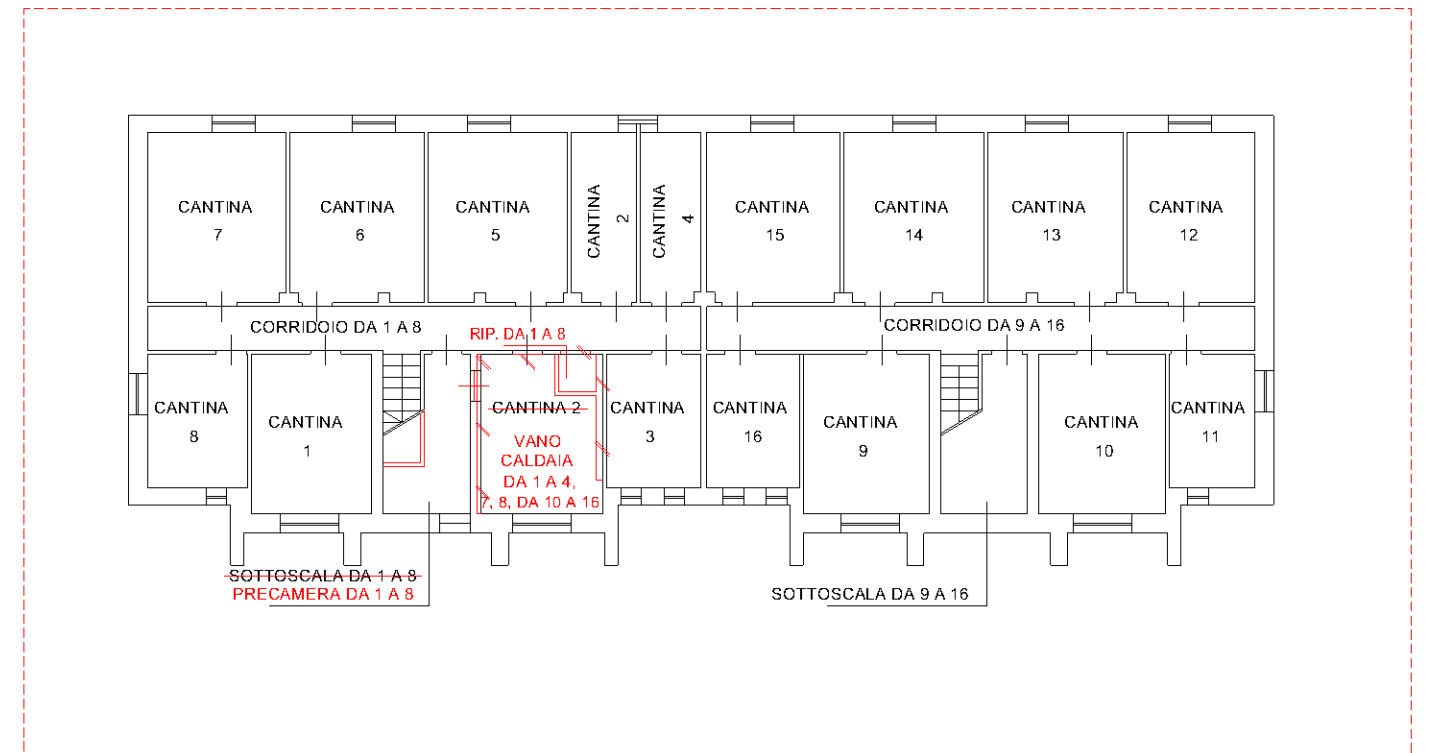 CANTINA
7
CANTINA
6
CANTINA
5
CANTINA
2
CANTINA
4
CANTINA
15
CANTINA
14
CANTINA
13
CANTINA
12
CORRIDOIO DA 1 A 8
CORRIDOIO DA 9 A 16
RIP. DA 1 A 8
CANTINA
8
CANTINA
1
CANTINA 2
VANO
CALDAIA
DA 1 A 4,
7, 8, DA 10 A 16
CANTINA
3
CANTINA
16
CANTINA
9
CANTINA
10
CANTINA
11
SOTTOSCALA DA 1 A 8
PRECAMERA DA 1 A 8
SOTTOSCALA DA 9 A 16